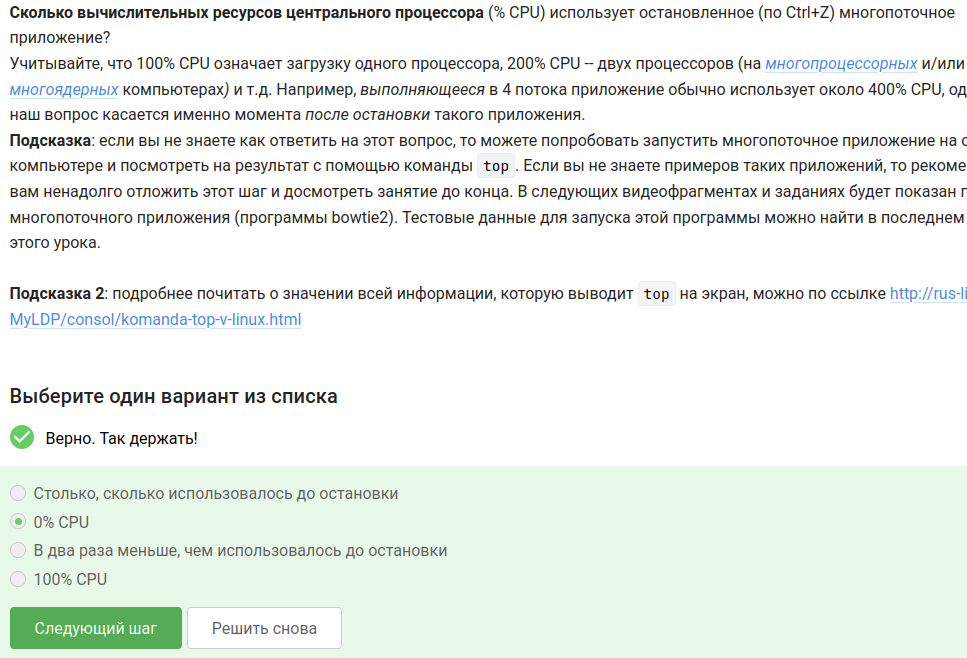 Сколько вычислительных ресурсов центрального процессора (% CPU) использует остановленное (по Ctrl+Z) многопоточное
приложение?
Учитывайте, что 100% CPU означает загрузку одного процессора, 200% CPU -- двух процессоров (на многопроцессорных и/или
многоядерных компьютерах) и т.д. Например, выполняющееся в 4 потока приложение обычно использует около 400% CPU,
наш вопрос касается именно момента после остановки такого приложения.
Подсказка: если вы не знаете как ответить на этот вопрос, то можете попробовать запустить многопоточное приложение на
компьютере и посмотреть на результат с помощью команды top. Если вы не знаете примеров таких приложений, то
вам ненадолго отложить этот шаг и досмотреть занятие до конца. В следующих видеофрагментах и заданиях будет показан
многопоточного приложения (программы bowtie2). Тестовые данные для запуска этой программы можно найти в последнем
этого урока.
Подсказка 2: подробнее почитать о значении всей информации, которую выводит top на экран, можно по ссылке http://rus-li
MyLDP/consol/komanda-top-v-linux.html
Выберите один вариант из списка
Верно. Так держать!
Столько, сколько использовалось до остановки
0% CPU
В два раза меньше, чем использовалось до остановки
100% CPU
Следующий шаг
Решить снова